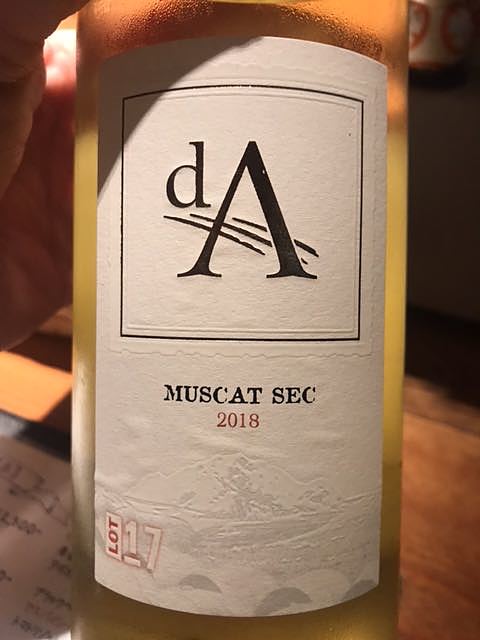 dA
MUSCAT SEC
2018
LOT 17